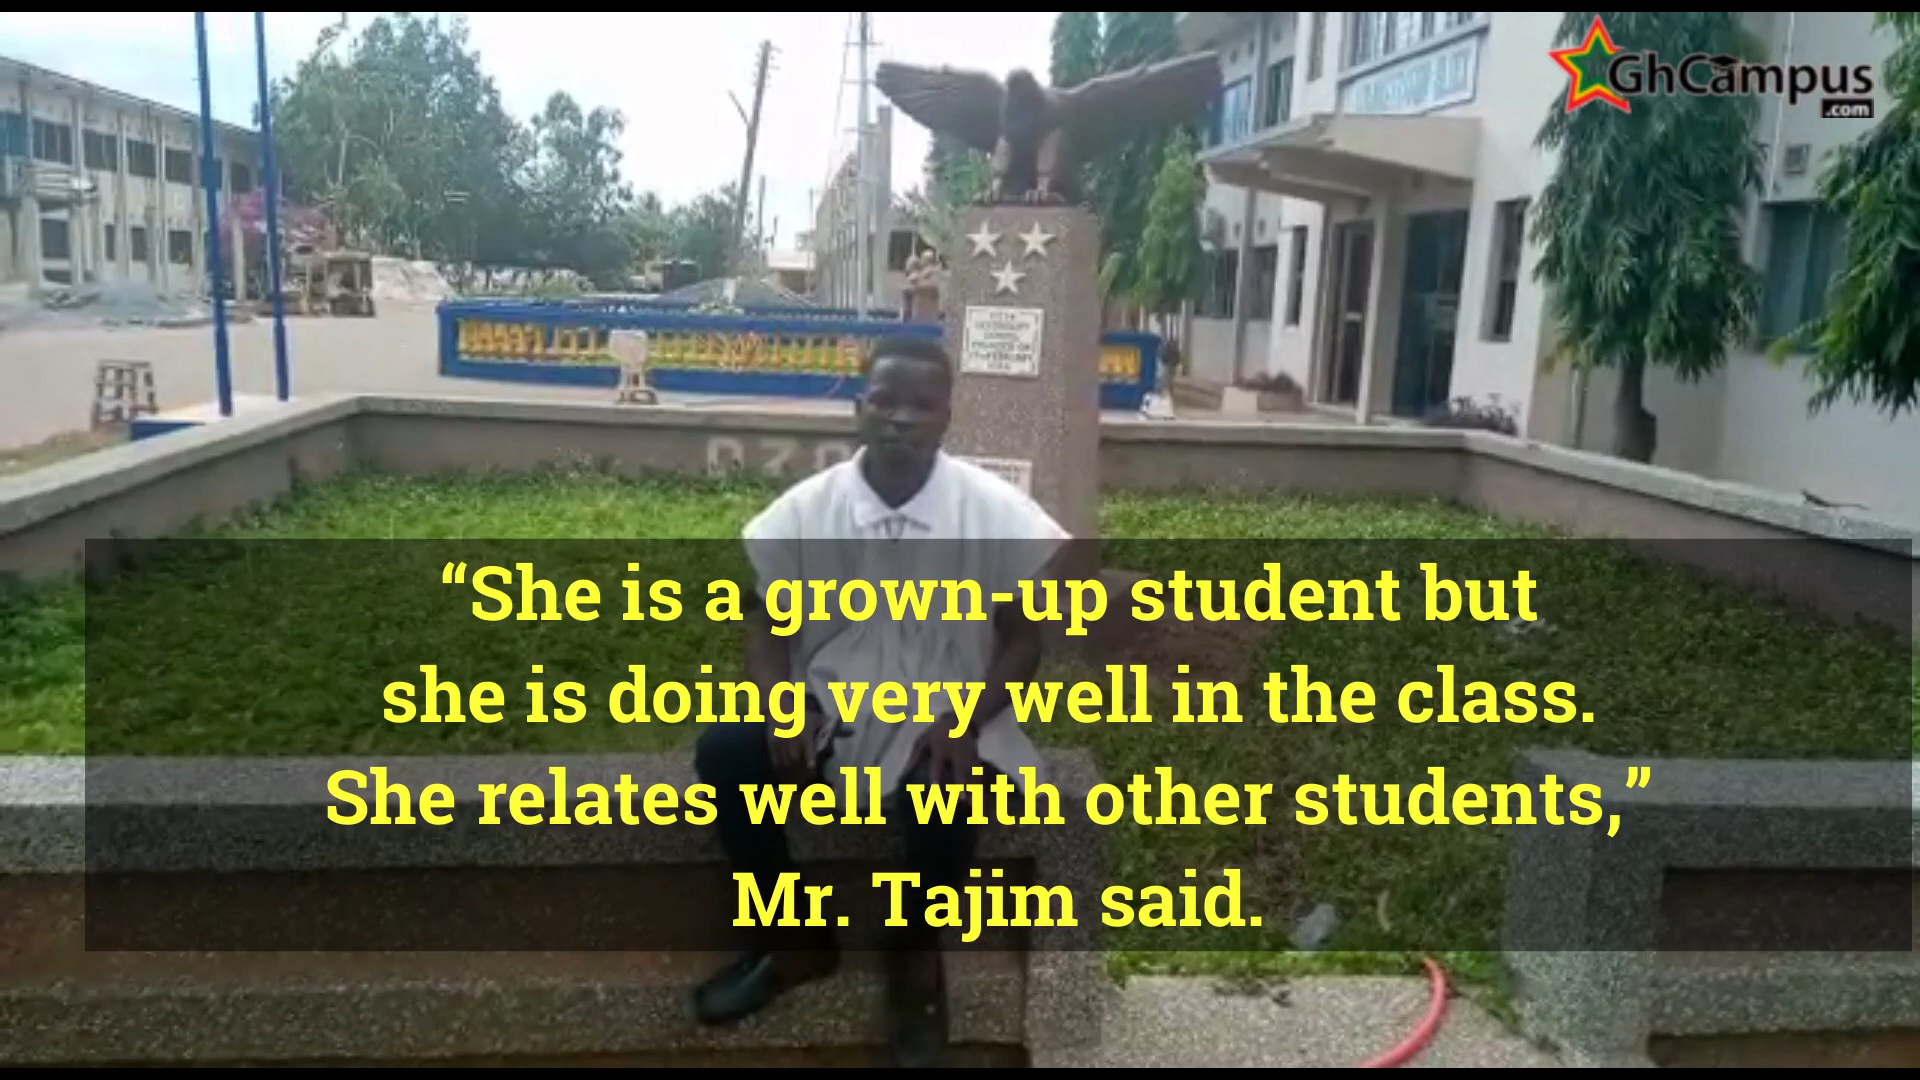 GhCampus
.com
“She is a grown-up student but
she is doing very well in the class.
She relates well with other students,”
Mr. Tajim said.